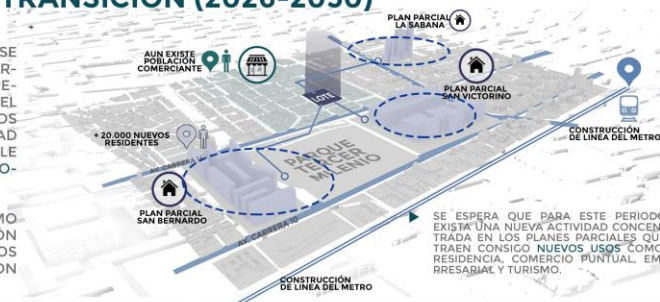 TRANSICIÓN (2026-2030)
PLAN PARCIAL
LA SABANA
AUN EXISTE
POBLACIÓN
COMERCIANTE
SE
EL
LOTE
PLAN PARCIAL
SAN VICTORINO
CONSTRUCCIÓN
DE LINEA DEL METRO
+ 20.000 NUEVOS
RESIDENTES
PARQUE
TERCER
MILENIO
AV. CARRERA
PLAN PARCIAL
SAN BERNARDO
AV. CARRERA 10
SE ESPERA QUE PARA ESTE PERIODO
EXISTA UNA NUEVA ACTIVIDAD CONCEN-
TRADA EN LOS PLANES PARCIALES QUE
TRAEN CONSIGO NUEVOS USOS COMO
RESIDENCIA, COMERCIO PUNTUAL, EM-
RRESARIAL Y TURISMO.
CONSTRUCCIÓN
DE LINEA DEL METRO